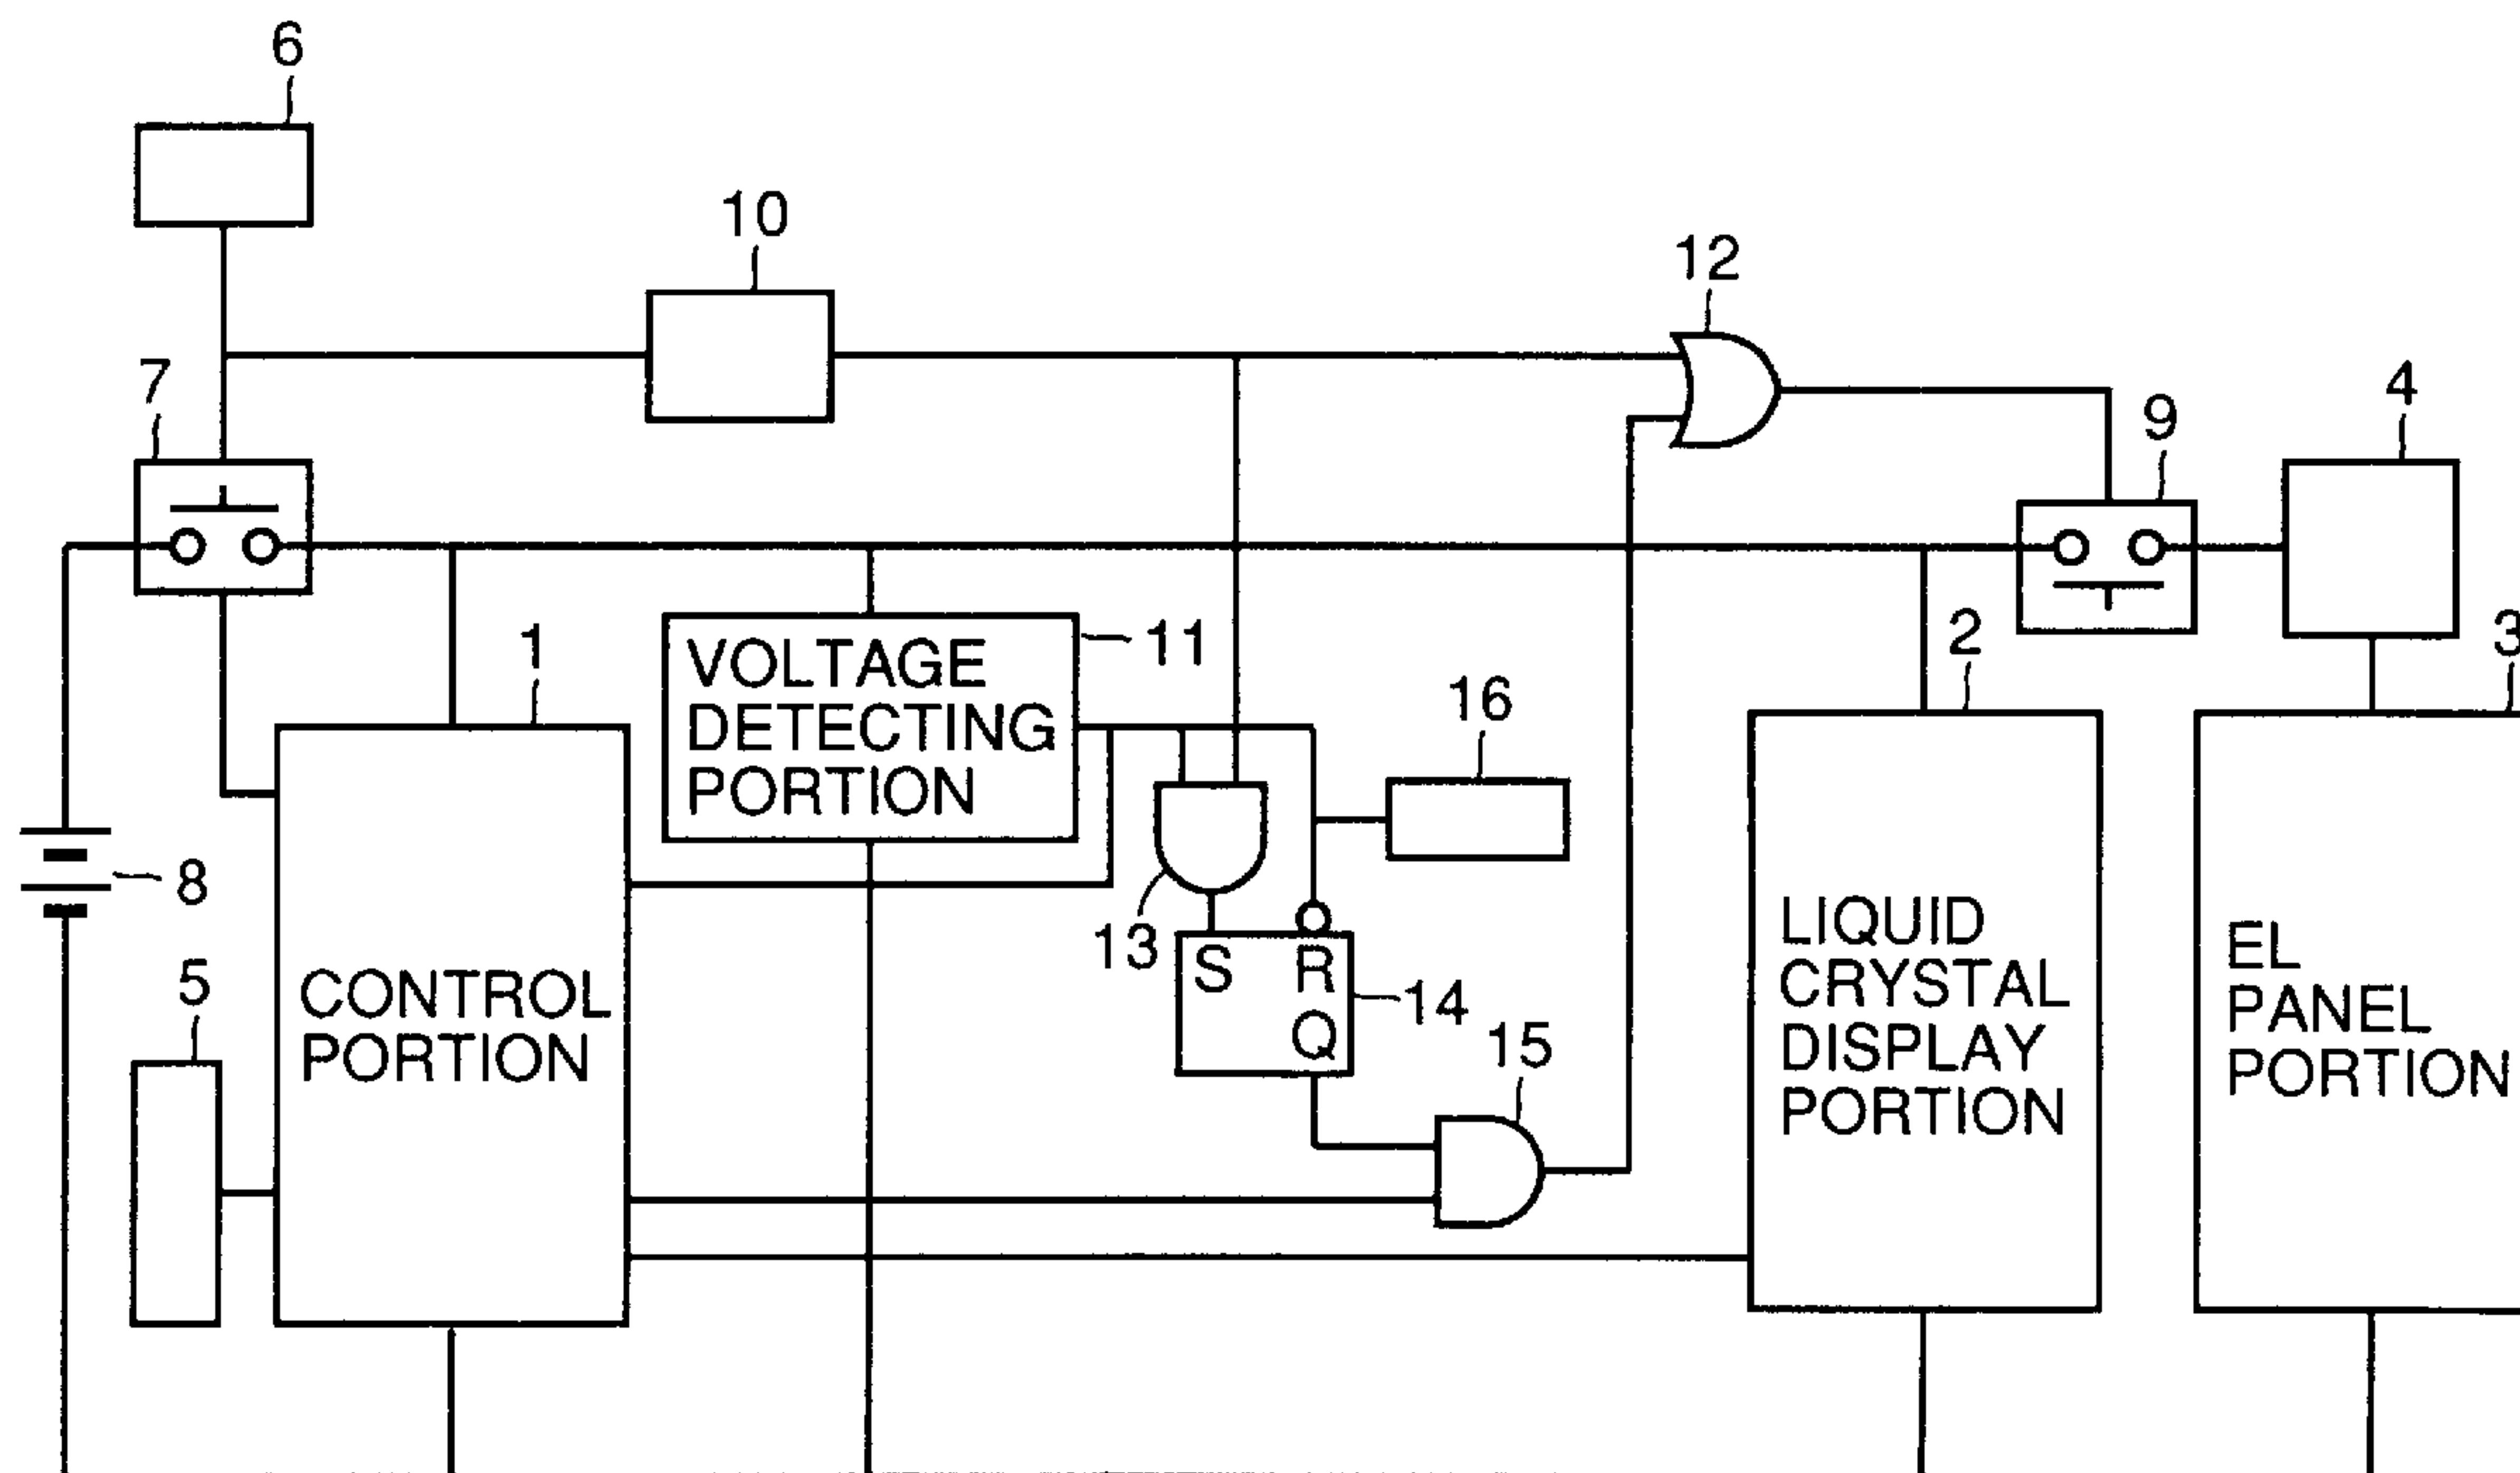 6
10
12
7
4
9
1
VOLTAGE
DETECTING
PORTION
11
2
3
16
8
13
S R
Q
14
5
15
CONTROL
PORTION
LIQUID
CRYSTAL
DISPLAY
PORTION
EL
PANEL
PORTION